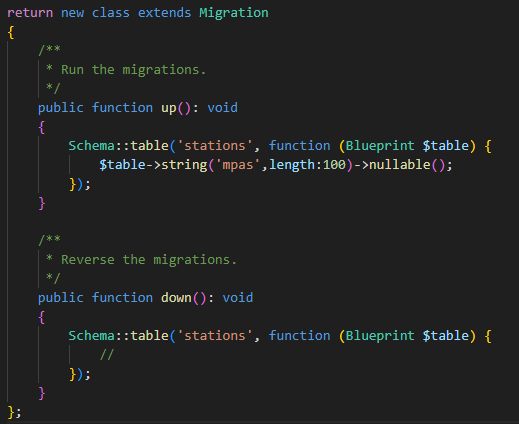 return new class extends Migration
{
    /**
     * Run the migrations.
     */
    public function up(): void
    {
        Schema::table('stations', function (Blueprint $table) {
            $table->string('mpas',length:100)->nullable();
        });
    }

    /**
     * Reverse the migrations.
     */
    public function down(): void
    {
        Schema::table('stations', function (Blueprint $table) {
            //
        });
    }
};